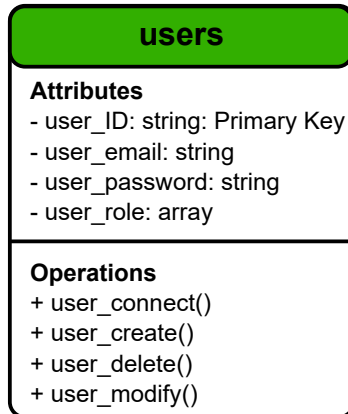 users
Attributes
- user_ID: string: Primary Key
- user_email: string
- user_password: string
- user_role: array
Operations
+ user_connect()
+ user_create()
+ user_delete()
+ user_modify()